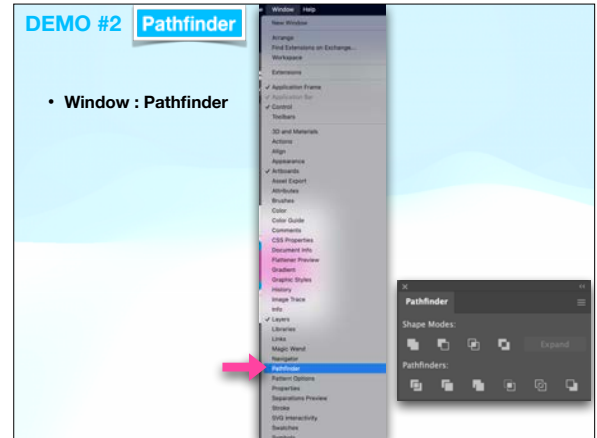 DEMO #2 Pathfinder
• Window : Pathfinder
Window Help
New Window
Arrange
Find Extensions on Exchange...
Workspace
Extensions
✓ Application Frame
✓ Application Bar
✓ Control
Toolbars
3D and Materials
Actions
Align
Appearance
✓ Artboards
Asset Export
Attributes
Brushes
Color
Color Guide
Comments
CSS Properties
Document Info
Flattener Preview
Gradient
Graphic Styles
History
Image Trace
Info
✓ Layers
Libraries
Links
Magic Wand
Navigator
Pathfinder
Pattern Options
Properties
Separations Preview
Stroke
SVG Interactivity
Swatches
Symbols
Pathfinder
Shape Modes:
Expand
Pathfinders: